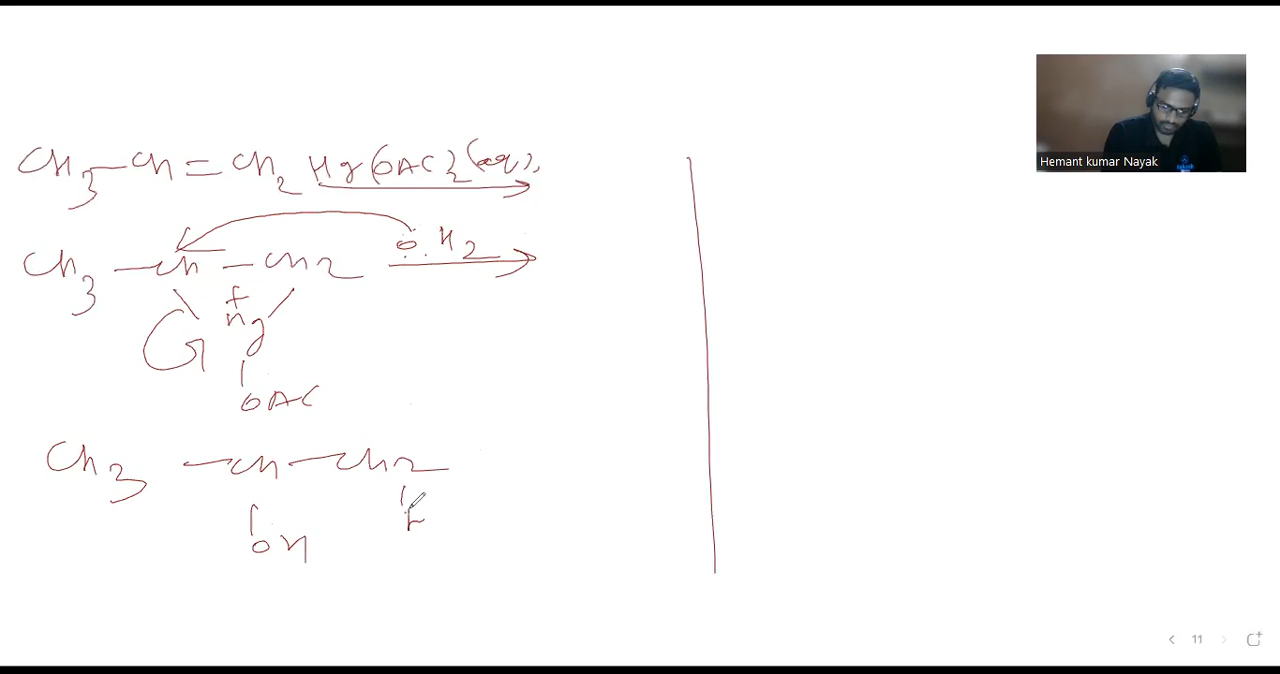 CH3-CH=CH2 Hg(OAC)2(aq),
CH3-CH-CH2 O.H2
+
Hg
OAC
CH3-CH-CH2
OH
Hemant kumar Nayak
11